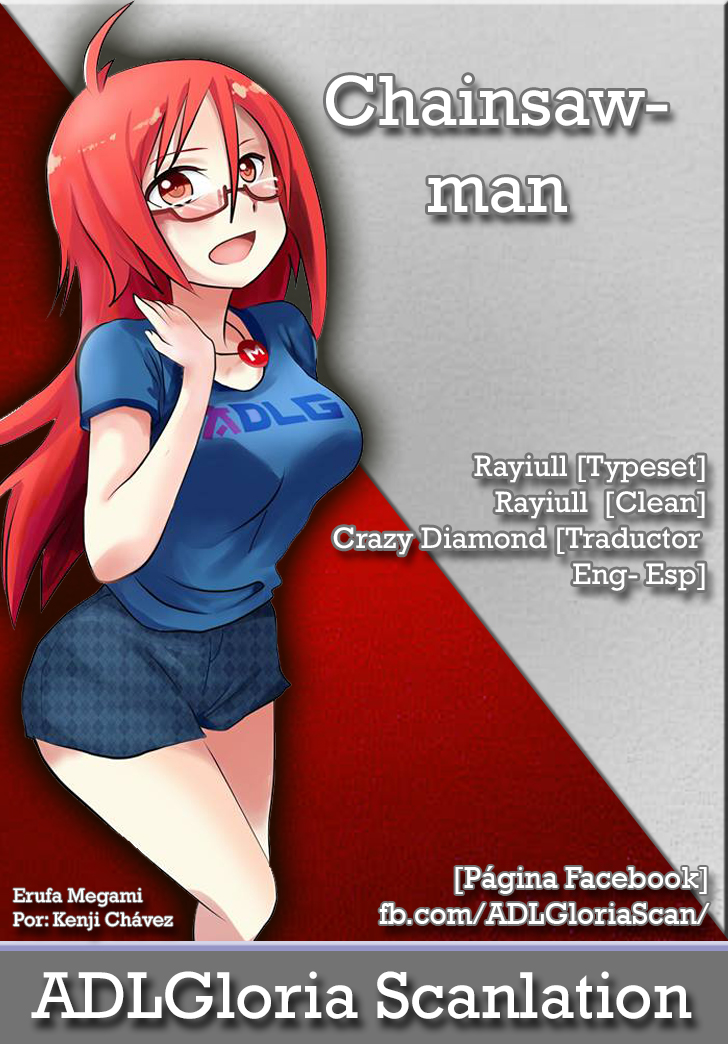 Chainsaw-
man
M
ADLG
Rayiull [Typeset]
Rayiull [Clean]
Crazy Diamond [Traductor
Eng- Esp]
[Página Facebook]
fb.com/ADLGloriaScan/
Erufa Megami
Por: Kenji Chávez
ADLGloria Scanlation